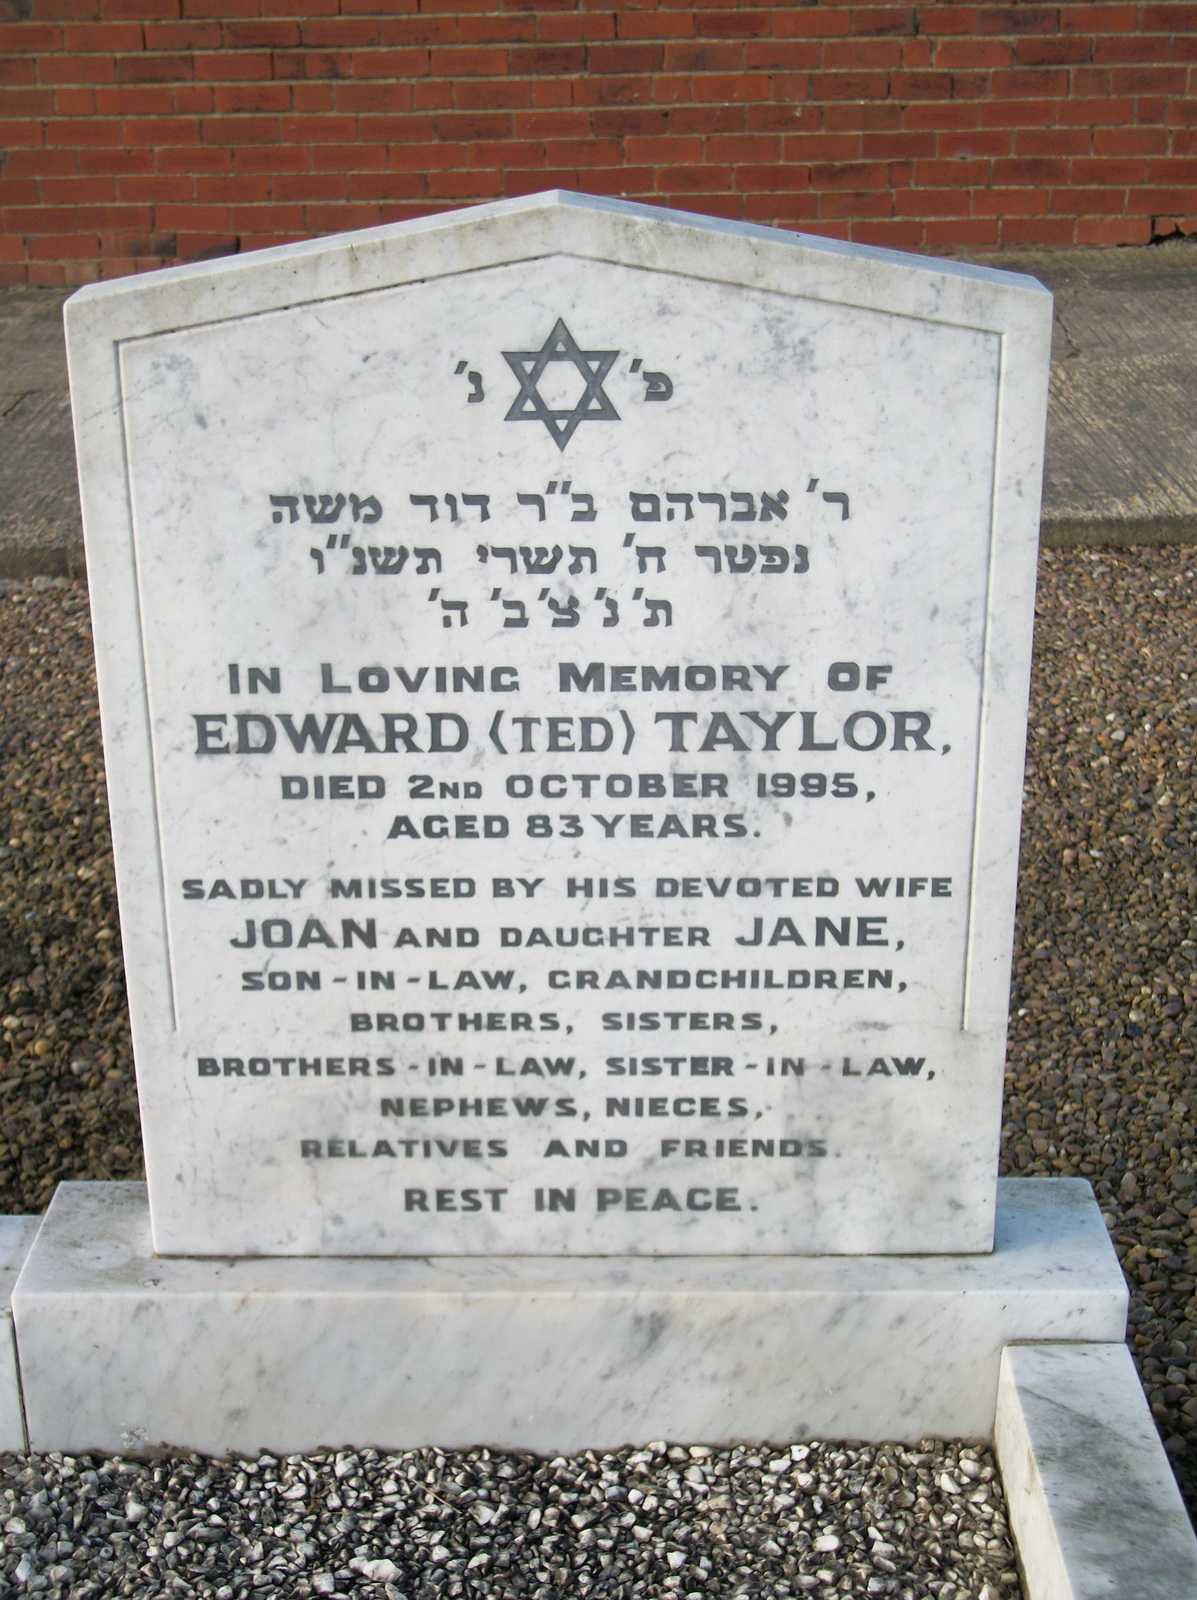 פ' נ'
ר' אברהם ב"ר דוד משה
נפטר ח' תשרי תשנ"ו
ת' נ' צ' ב' ה'
IN LOVING MEMORY OF
EDWARD (TED) TAYLOR,
DIED 2ND OCTOBER 1995,
AGED 83 YEARS.
SADLY MISSED BY HIS DEVOTED WIFE
JOAN AND DAUGHTER JANE,
SON-IN-LAW, GRANDCHILDREN,
BROTHERS, SISTERS,
BROTHERS-IN-LAW, SISTER-IN-LAW,
NEPHEWS, NIECES,
RELATIVES AND FRIENDS.
REST IN PEACE.